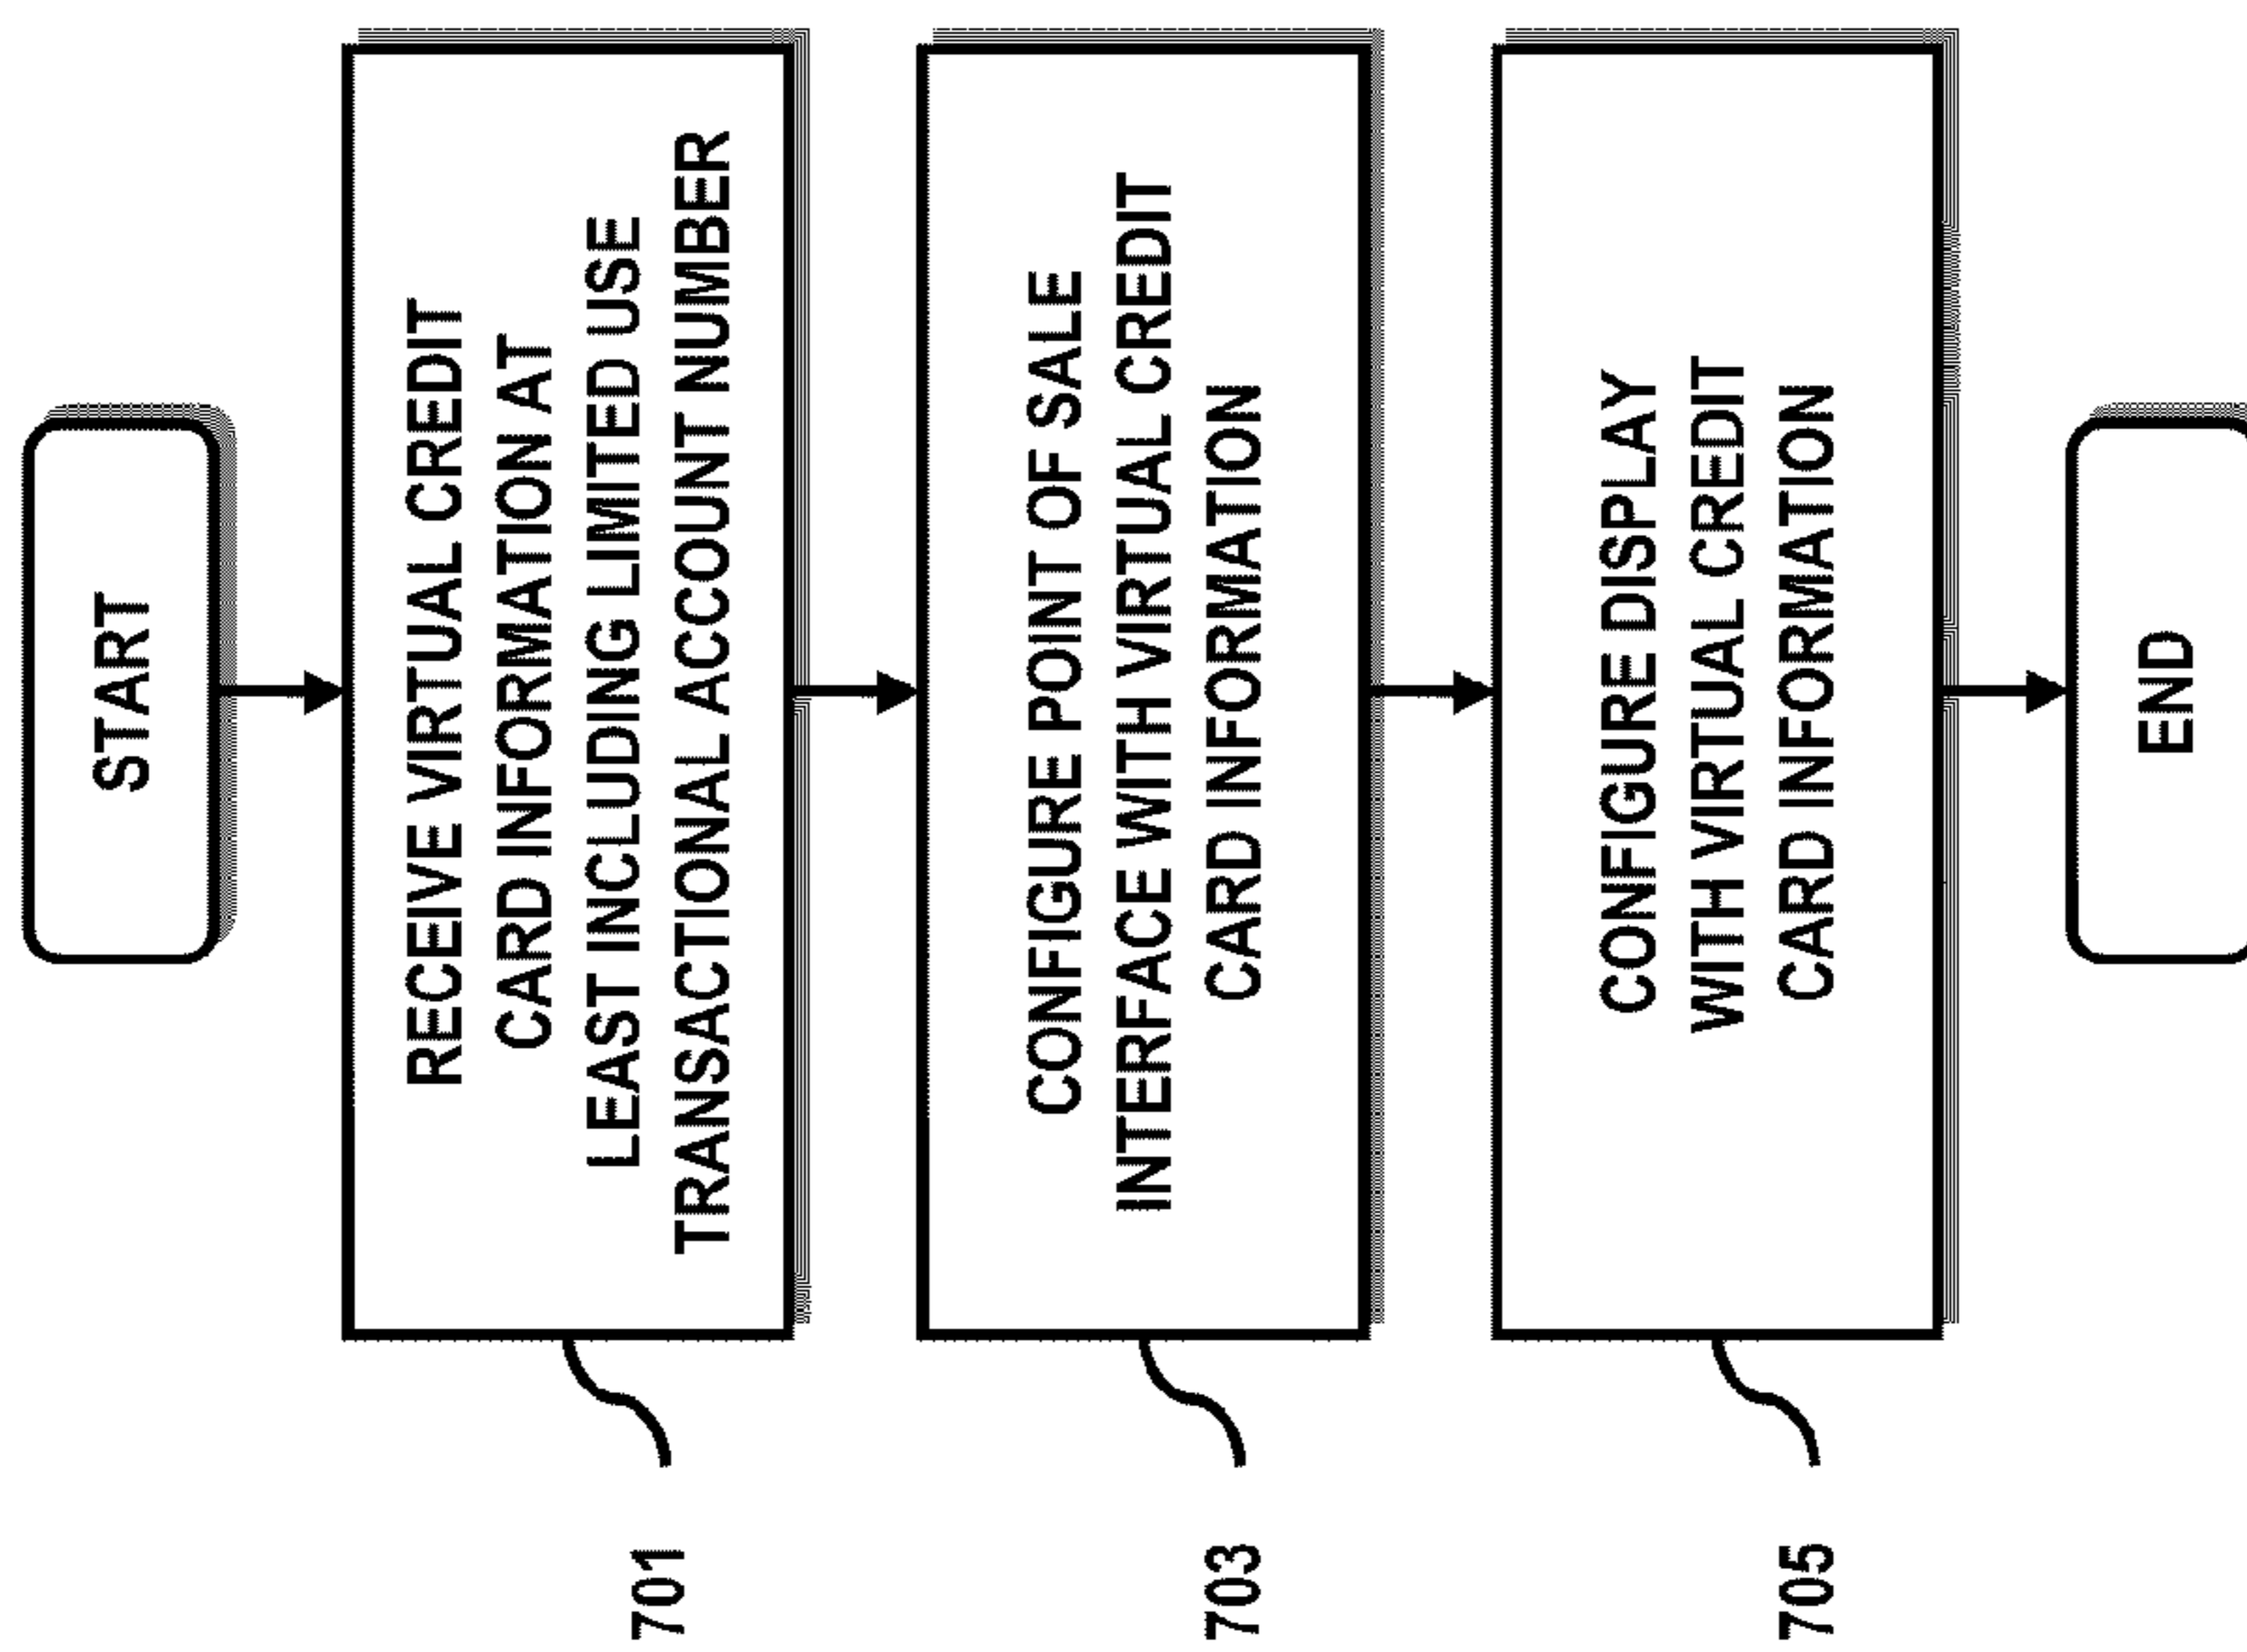 START
RECEIVE VIRTUAL CREDIT
CARD INFORMATION AT
LEAST INCLUDING LIMITED USE
TRANSACTIONAL ACCOUNT NUMBER
701
CONFIGURE POINT OF SALE
INTERFACE WITH VIRTUAL CREDIT
CARD INFORMATION
703
CONFIGURE DISPLAY
WITH VIRTUAL CREDIT
CARD INFORMATION
705
END